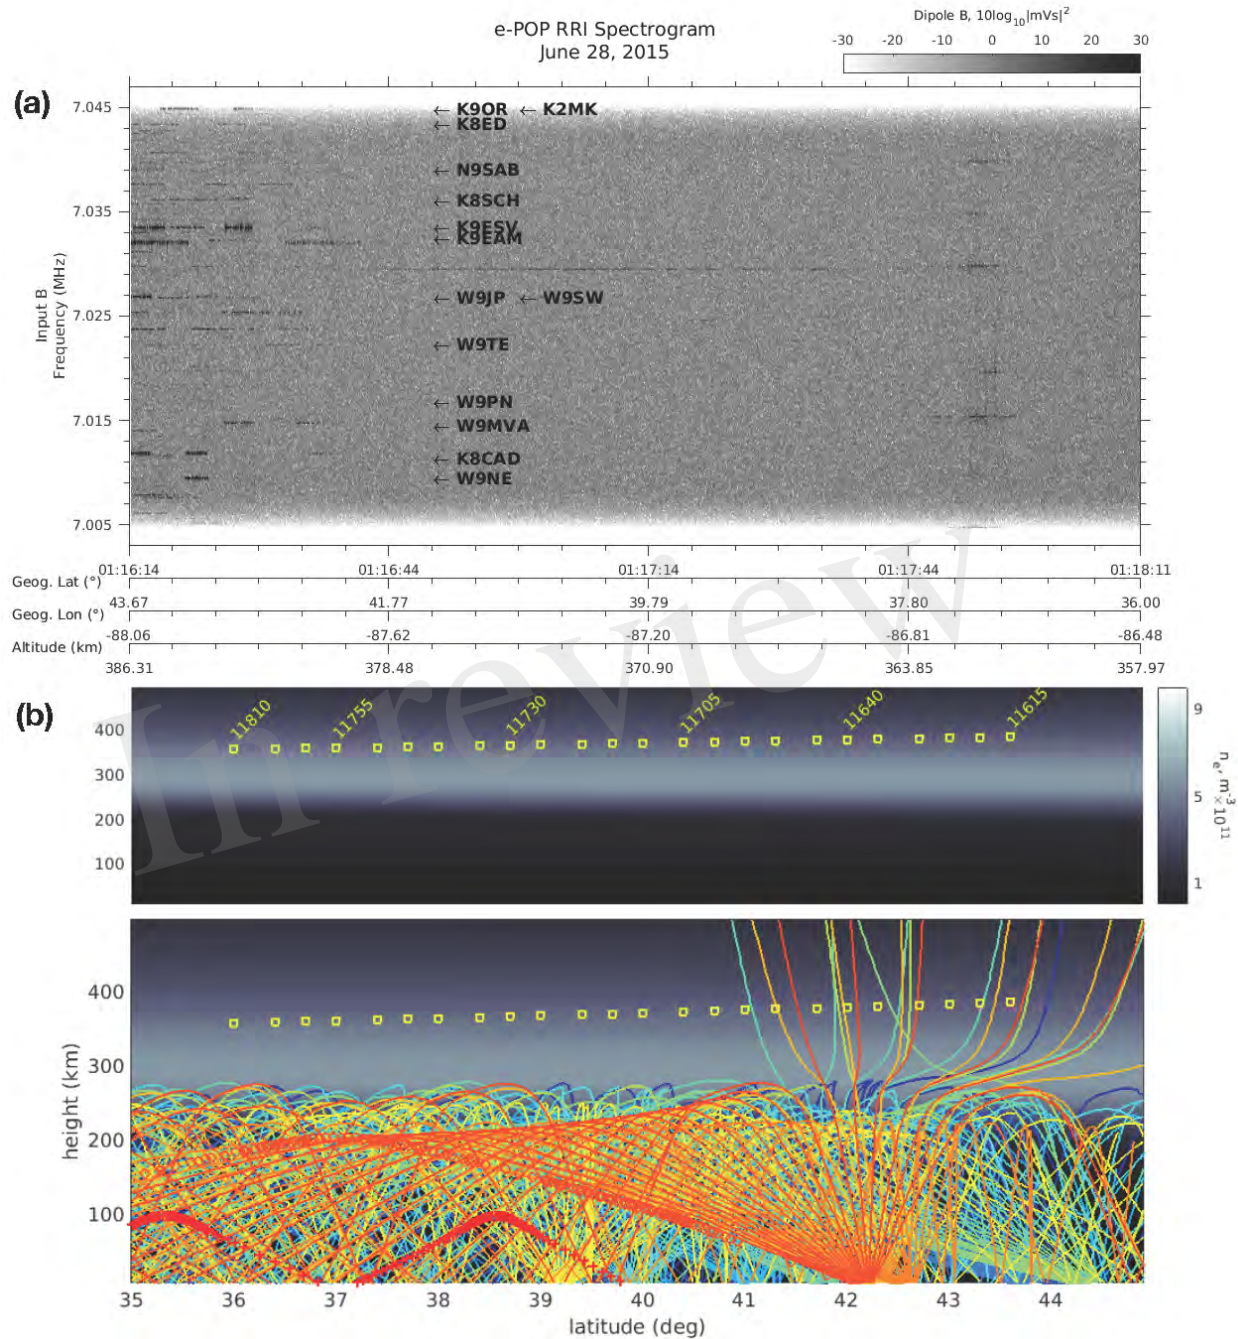 e-POP RRI Spectrogram
June 28, 2015
Dipole B, 10log10|mVs|2
-30 -20 -10 0 10 20 30
(a)
Input B
Frequency (MHz)
7.045
7.035
7.025
7.015
7.005
← K9OR ← K2MK
← K8ED
← N9SAB
← K8SCH
← K9ESV
← K9EAM
← W9JP ← W9SW
← W9TE
← W9PN
← W9MVA
← K8CAD
← W9NE
01:16:14 01:16:44 01:17:14 01:17:44 01:18:11
Geog. Lat (°)
43.67 41.77 39.79 37.80 36.00
Geog. Lon (°)
-88.06 -87.62 -87.20 -86.81 -86.48
Altitude (km)
386.31 378.48 370.90 363.85 357.97
In review
(b)
400
300
200
100
11810 11755 11730 11705 11640 11615
9
5
1
ne, m-3
×1011
height (km)
400
300
200
100
35 36 37 38 39 40 41 42 43 44
latitude (deg)